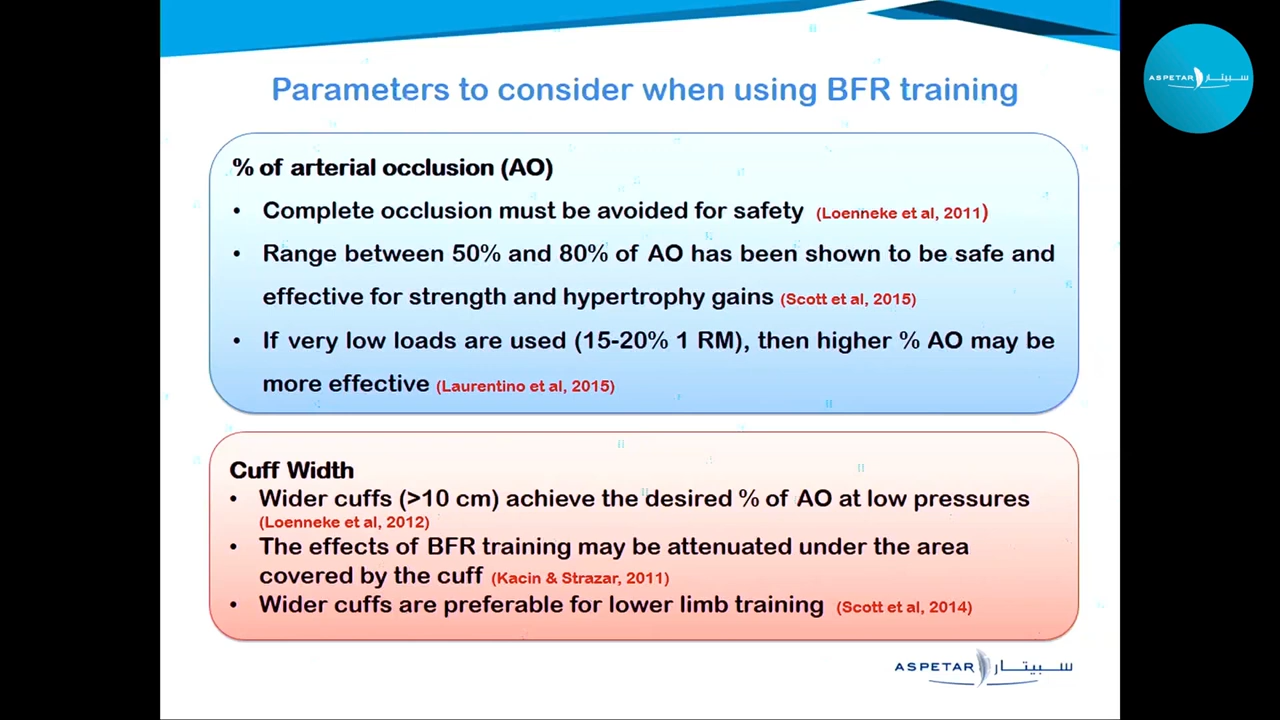 Parameters to consider when using BFR training
ASPETAR سبيتار
% of arterial occlusion (AO)
• Complete occlusion must be avoided for safety (Loenneke et al, 2011)
• Range between 50% and 80% of AO has been shown to be safe and
effective for strength and hypertrophy gains (Scott et al, 2015)
• If very low loads are used (15-20% 1 RM), then higher % AO may be
more effective (Laurentino et al, 2015)
Cuff Width
• Wider cuffs (>10 cm) achieve the desired % of AO at low pressures
(Loenneke et al, 2012)
• The effects of BFR training may be attenuated under the area
covered by the cuff (Kacin & Strazar, 2011)
• Wider cuffs are preferable for lower limb training (Scott et al, 2014)
ASPETAR سبيتار